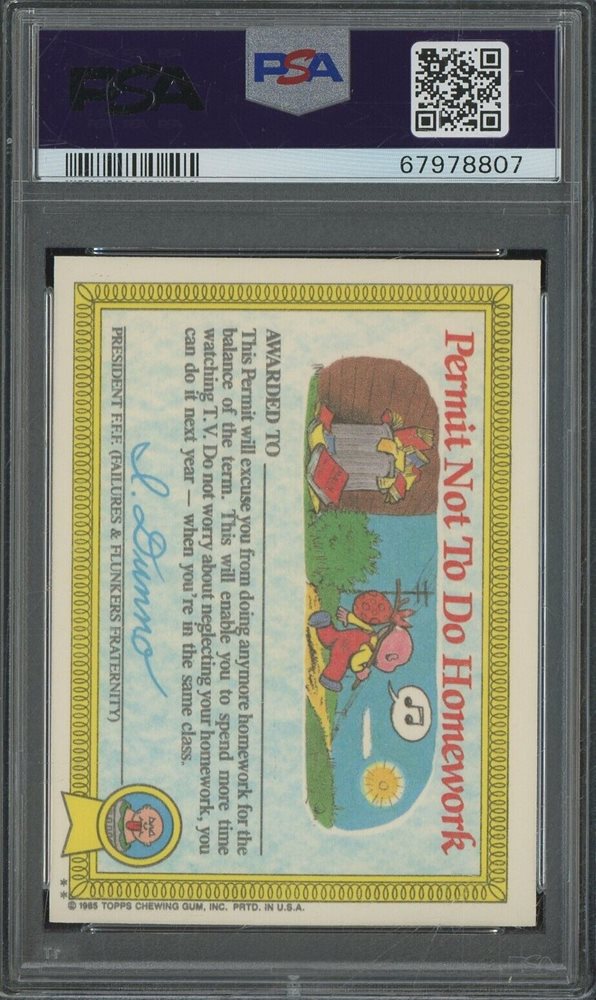 PSA
PSA
67978807
Permit Not To Do Homework
AWARDED TO
This Permit will excuse you from doing anymore homework for the
balance of the term. This will enable you to spend more time
watching T.V. Do not worry about neglecting your homework, you
can do it next year — when you're in the same class.
I. Dunno
PRESIDENT F.F.F. (FAILURES & FLUNKERS FRATERNITY)
** © 1985 TOPPS CHEWING GUM, INC. PRTD. IN U.S.A.
PSA